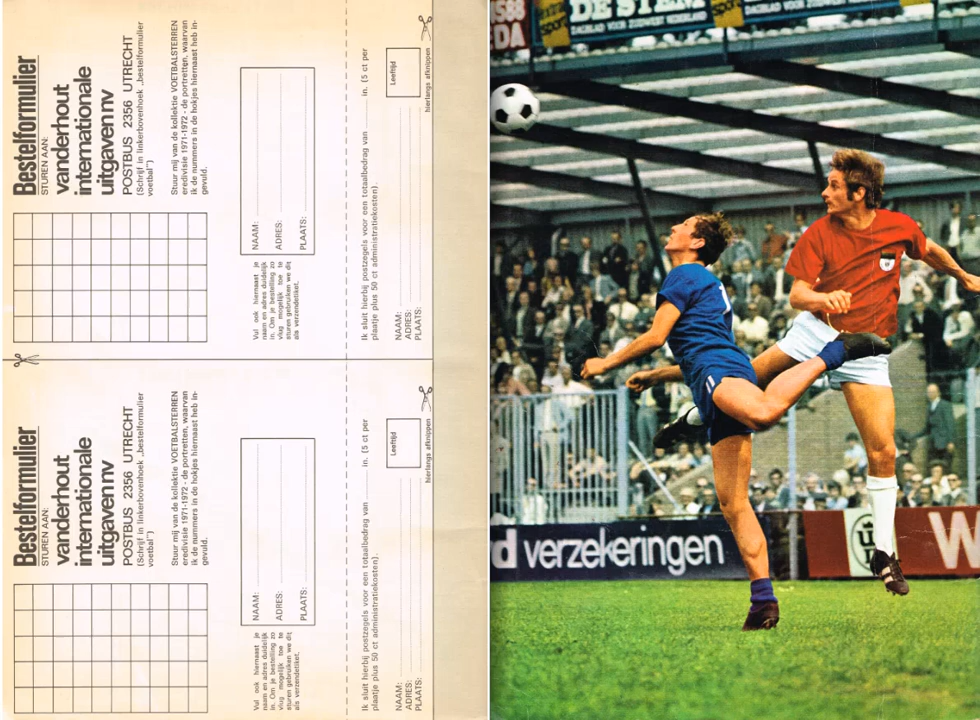 Bestelformulier
STUREN AAN:
vanderhout
internationale
uitgaven nv
POSTBUS 2356 UTRECHT
(Schrijf in linkerbovenhoek „bestelformulier
voetbal")
Stuur mij van de kollektie VOETBALSTERREN
eredivisie 1971-1972 - de portretten, waarvan
ik de nummers in de hokjes hiernaast heb in-
gevuld.
Vul ook hiernaast je
naam en adres duidelijk
in. Om je bestelling zo
vlug mogelijk toe te
sturen gebruiken we dit
als verzendetiket.
NAAM:
ADRES:
PLAATS:
Ik sluit hierbij postzegels voor een totaalbedrag van ........ in. (5 ct per
plaatje plus 50 ct administratiekosten).
NAAM:
ADRES:
PLAATS:
Leeftijd
hierlangs afknippen
Bestelformulier
STUREN AAN:
vanderhout
internationale
uitgaven nv
POSTBUS 2356 UTRECHT
(Schrijf in linkerbovenhoek „bestelformulier
voetbal")
Stuur mij van de kollektie VOETBALSTERREN
eredivisie 1971-1972 - de portretten, waarvan
ik de nummers in de hokjes hiernaast heb in-
gevuld.
Vul ook hiernaast je
naam en adres duidelijk
in. Om je bestelling zo
vlug mogelijk toe te
sturen gebruiken we dit
als verzendetiket.
NAAM:
ADRES:
PLAATS:
Ik sluit hierbij postzegels voor een totaalbedrag van ........ in. (5 ct per
plaatje plus 50 ct administratiekosten).
NAAM:
ADRES:
PLAATS:
Leeftijd
hierlangs afknippen
DE STEM
DAGBLAD VOOR ZUIDWEST NEDERLAND
EDA
d verzekeringen
W